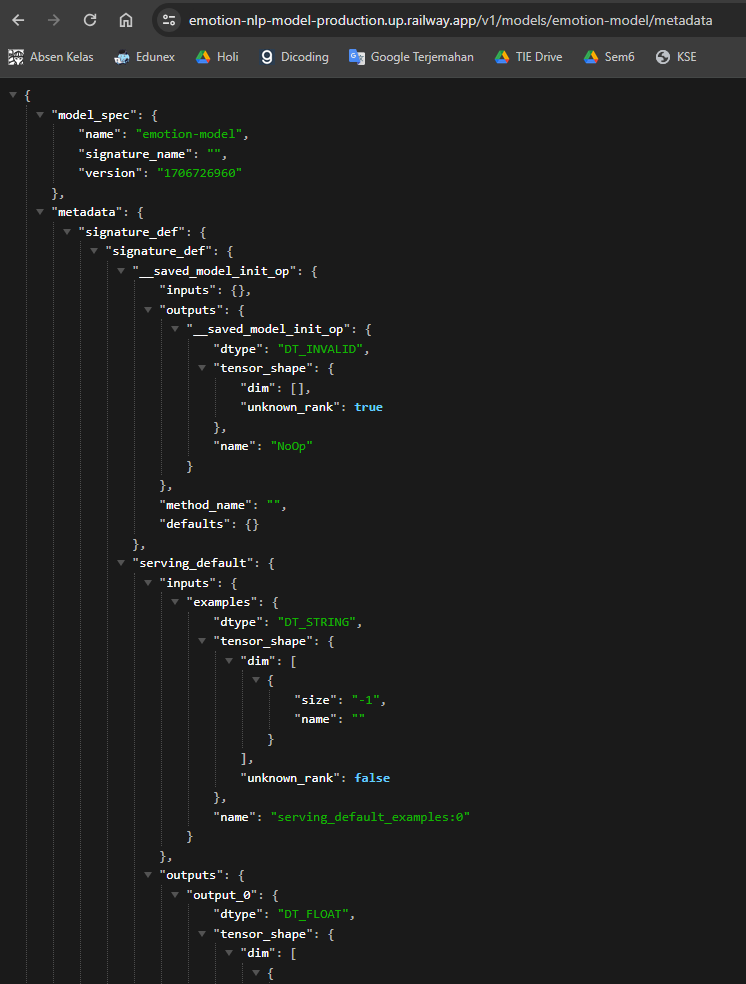 emotion-nlp-model-production.up.railway.app/v1/models/emotion-model/metadata
Absen Kelas Edunex Holi Dicoding Google Terjemahan TIE Drive Sem6 KSE
{
"model_spec": {
"name": "emotion-model",
"signature_name": "",
"version": "1706726960"
},
"metadata": {
"signature_def": {
"signature_def": {
"__saved_model_init_op": {
"inputs": {},
"outputs": {
"__saved_model_init_op": {
"dtype": "DT_INVALID",
"tensor_shape": {
"dim": [],
"unknown_rank": true
},
"name": "NoOp"
}
},
"method_name": "",
"defaults": {}
},
"serving_default": {
"inputs": {
"examples": {
"dtype": "DT_STRING",
"tensor_shape": {
"dim": [
{
"size": "-1",
"name": ""
}
],
"unknown_rank": false
},
"name": "serving_default_examples:0"
}
},
"outputs": {
"output_0": {
"dtype": "DT_FLOAT",
"tensor_shape": {
"dim": [
{